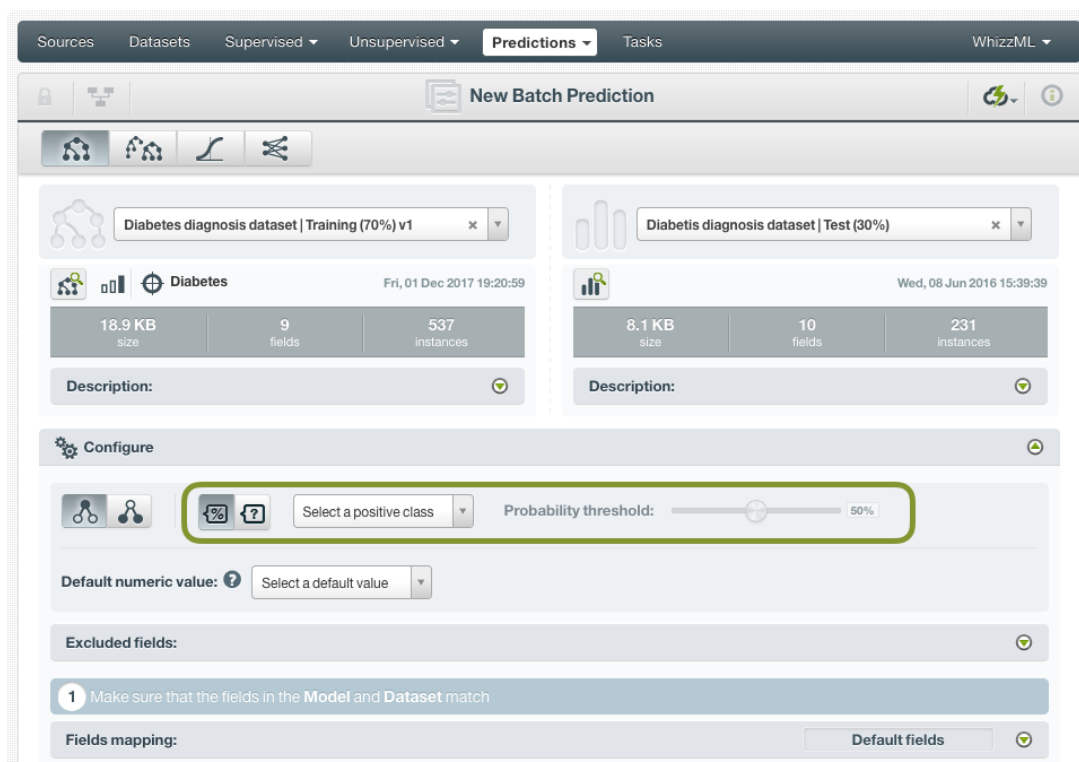 Sources Datasets Supervised Unsupervised Predictions Tasks WhizzML
New Batch Prediction
Diabetes diagnosis dataset | Training (70%) v1
Diabetis diagnosis dataset | Test (30%)
Diabetes Fri, 01 Dec 2017 19:20:59
Wed, 08 Jun 2016 15:39:39
18.9 KB 9 537
size fields instances
8.1 KB 10 231
size fields instances
Description:
Description:
Configure
% ? Select a positive class Probability threshold: 50%
Default numeric value: ? Select a default value
Excluded fields:
1 Make sure that the fields in the Model and Dataset match
Fields mapping: Default fields